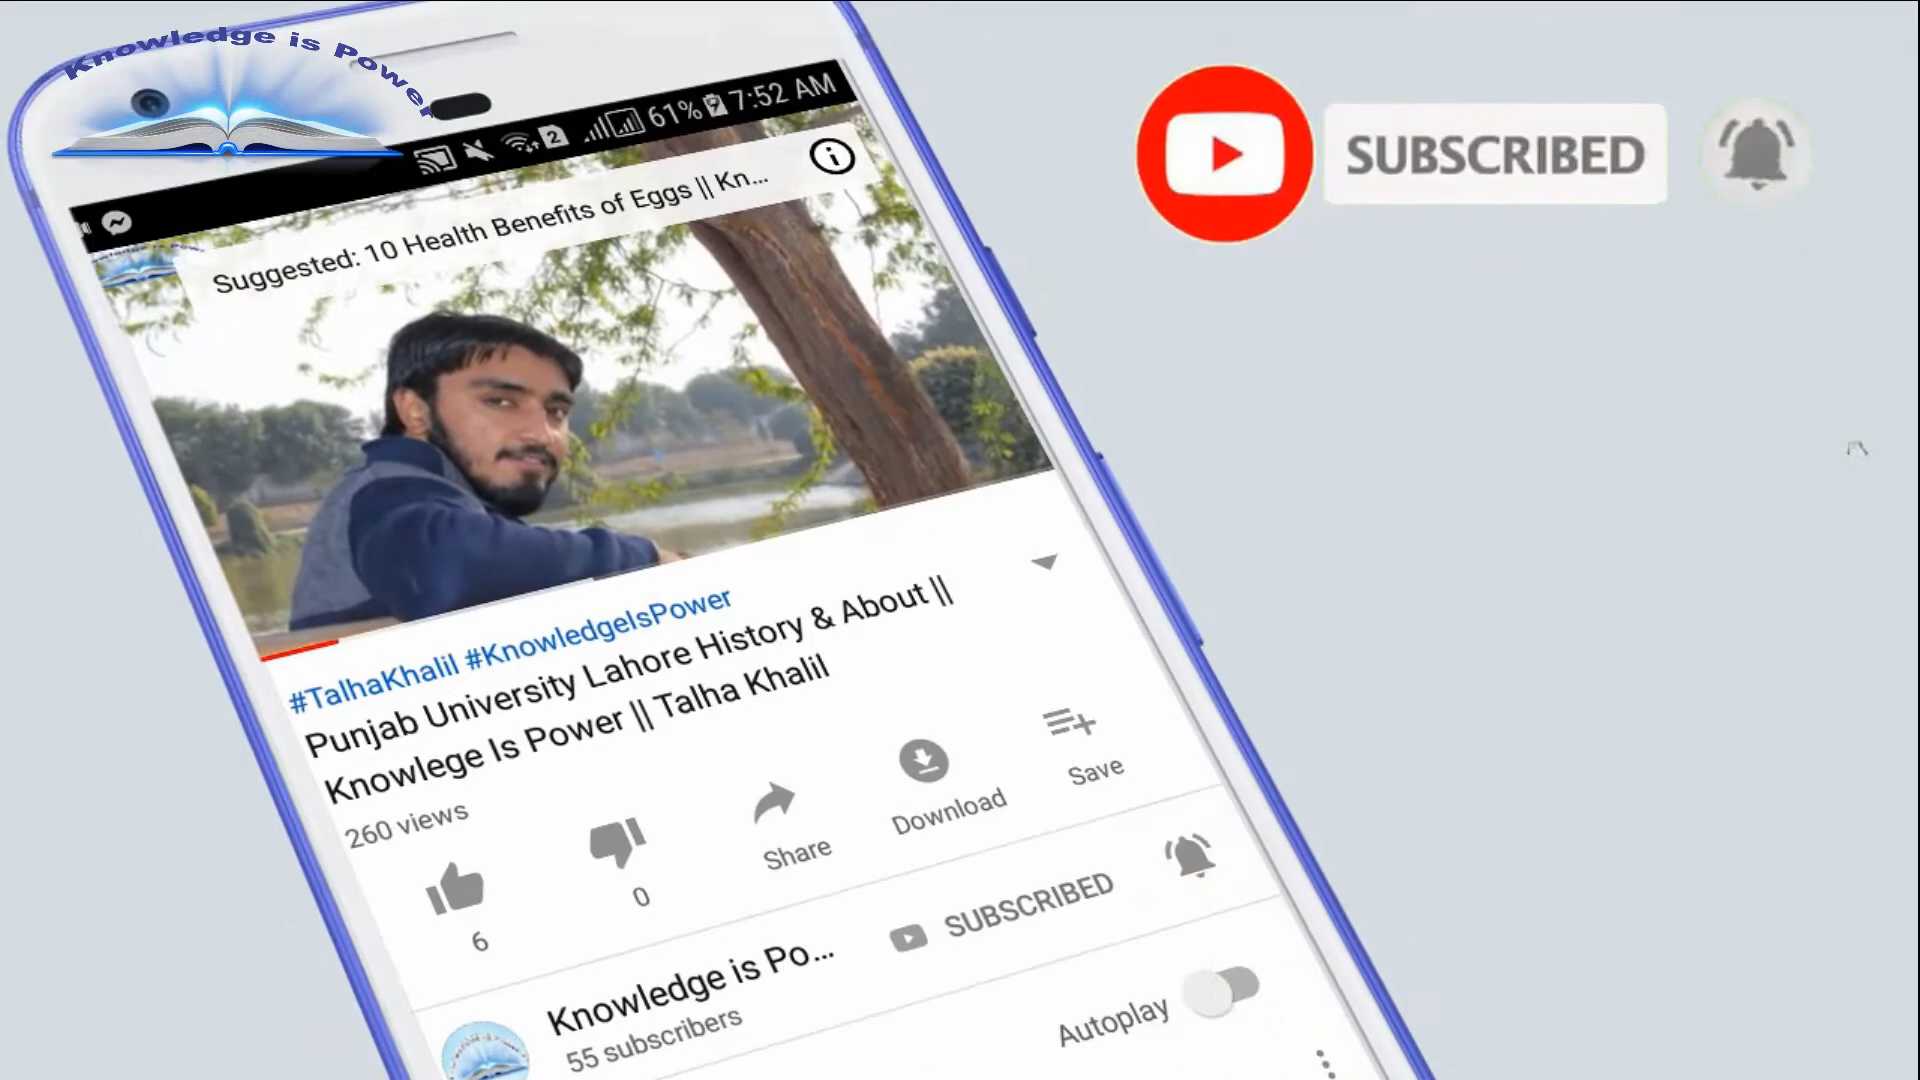 Knowledge is Power
61% 7:52 AM
2
Suggested: 10 Health Benefits of Eggs || Kn...
SUBSCRIBED
#TalhaKhalil #KnowledgeIsPower
Punjab University Lahore History & About ||
Knowlege Is Power || Talha Khalil
260 views
6
0
Share
Download
Save
Knowledge is Po...
55 subscribers
SUBSCRIBED
Autoplay